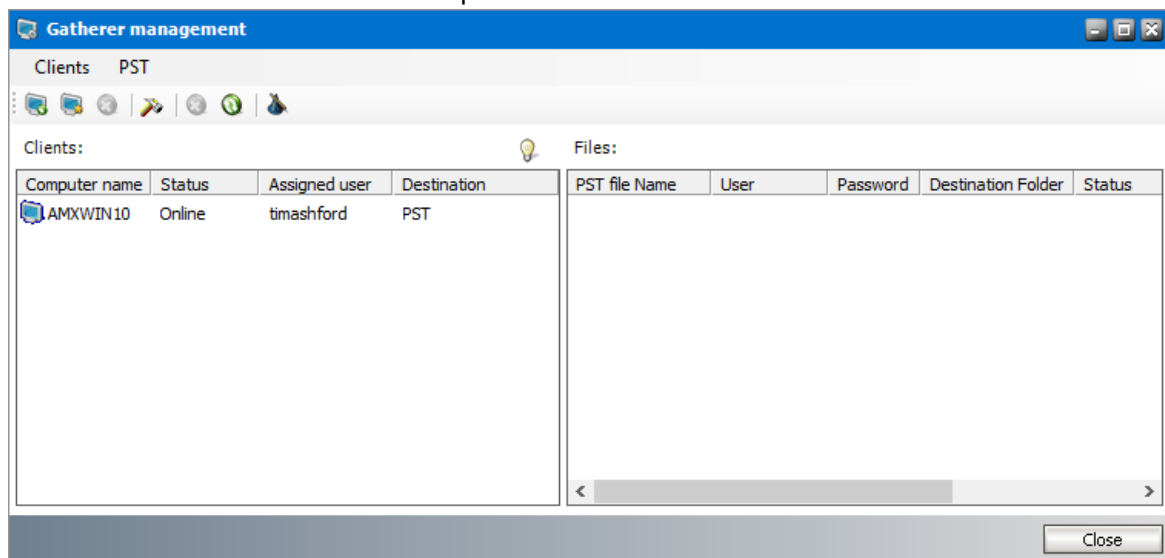 Gatherer management
Clients PST
Clients: Files:
Computer name Status Assigned user Destination PST file Name User Password Destination Folder Status
AMXWIN10 Online timashford PST
Close